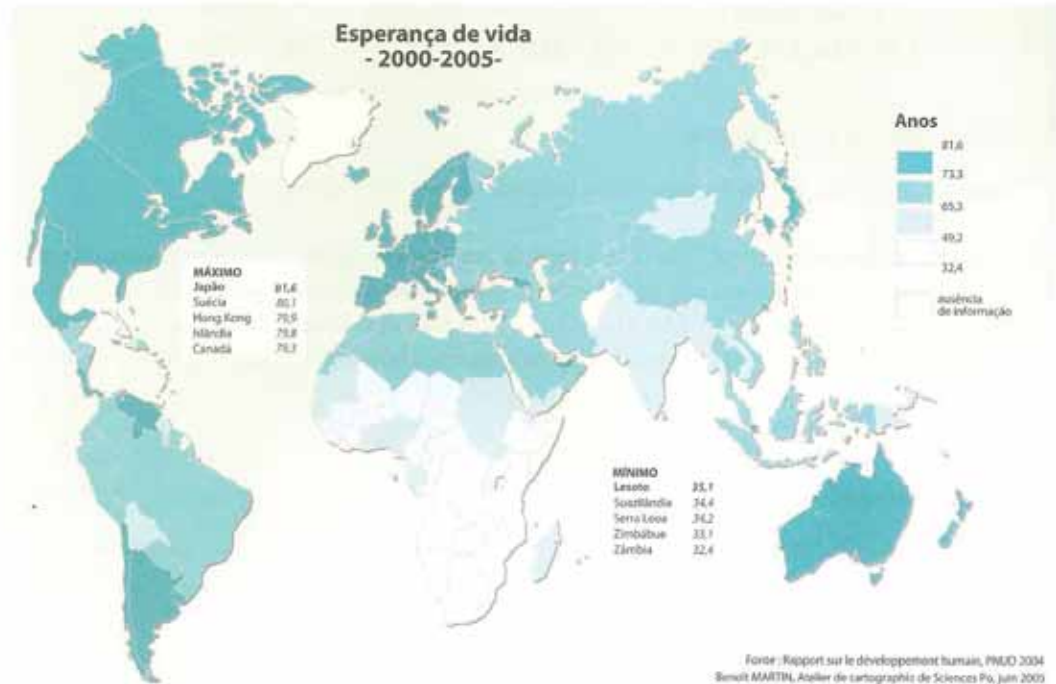 Esperança de vida
- 2000-2005-
Anos
81,6
73,3
65,3
49,2
32,4
ausência
de informação
MÁXIMO
Japão 81,6
Suécia 80,1
Hong Kong 79,9
Islândia 79,8
Canadá 79,3
MÍNIMO
Lesoto 35,1
Suazilândia 34,4
Serra Leoa 34,2
Zimbábue 33,1
Zâmbia 32,4
Fonte : Rapport sur le développement humain, PNUD 2004
Benoît MARTIN, Atelier de cartographie de Sciences Po, juin 2005